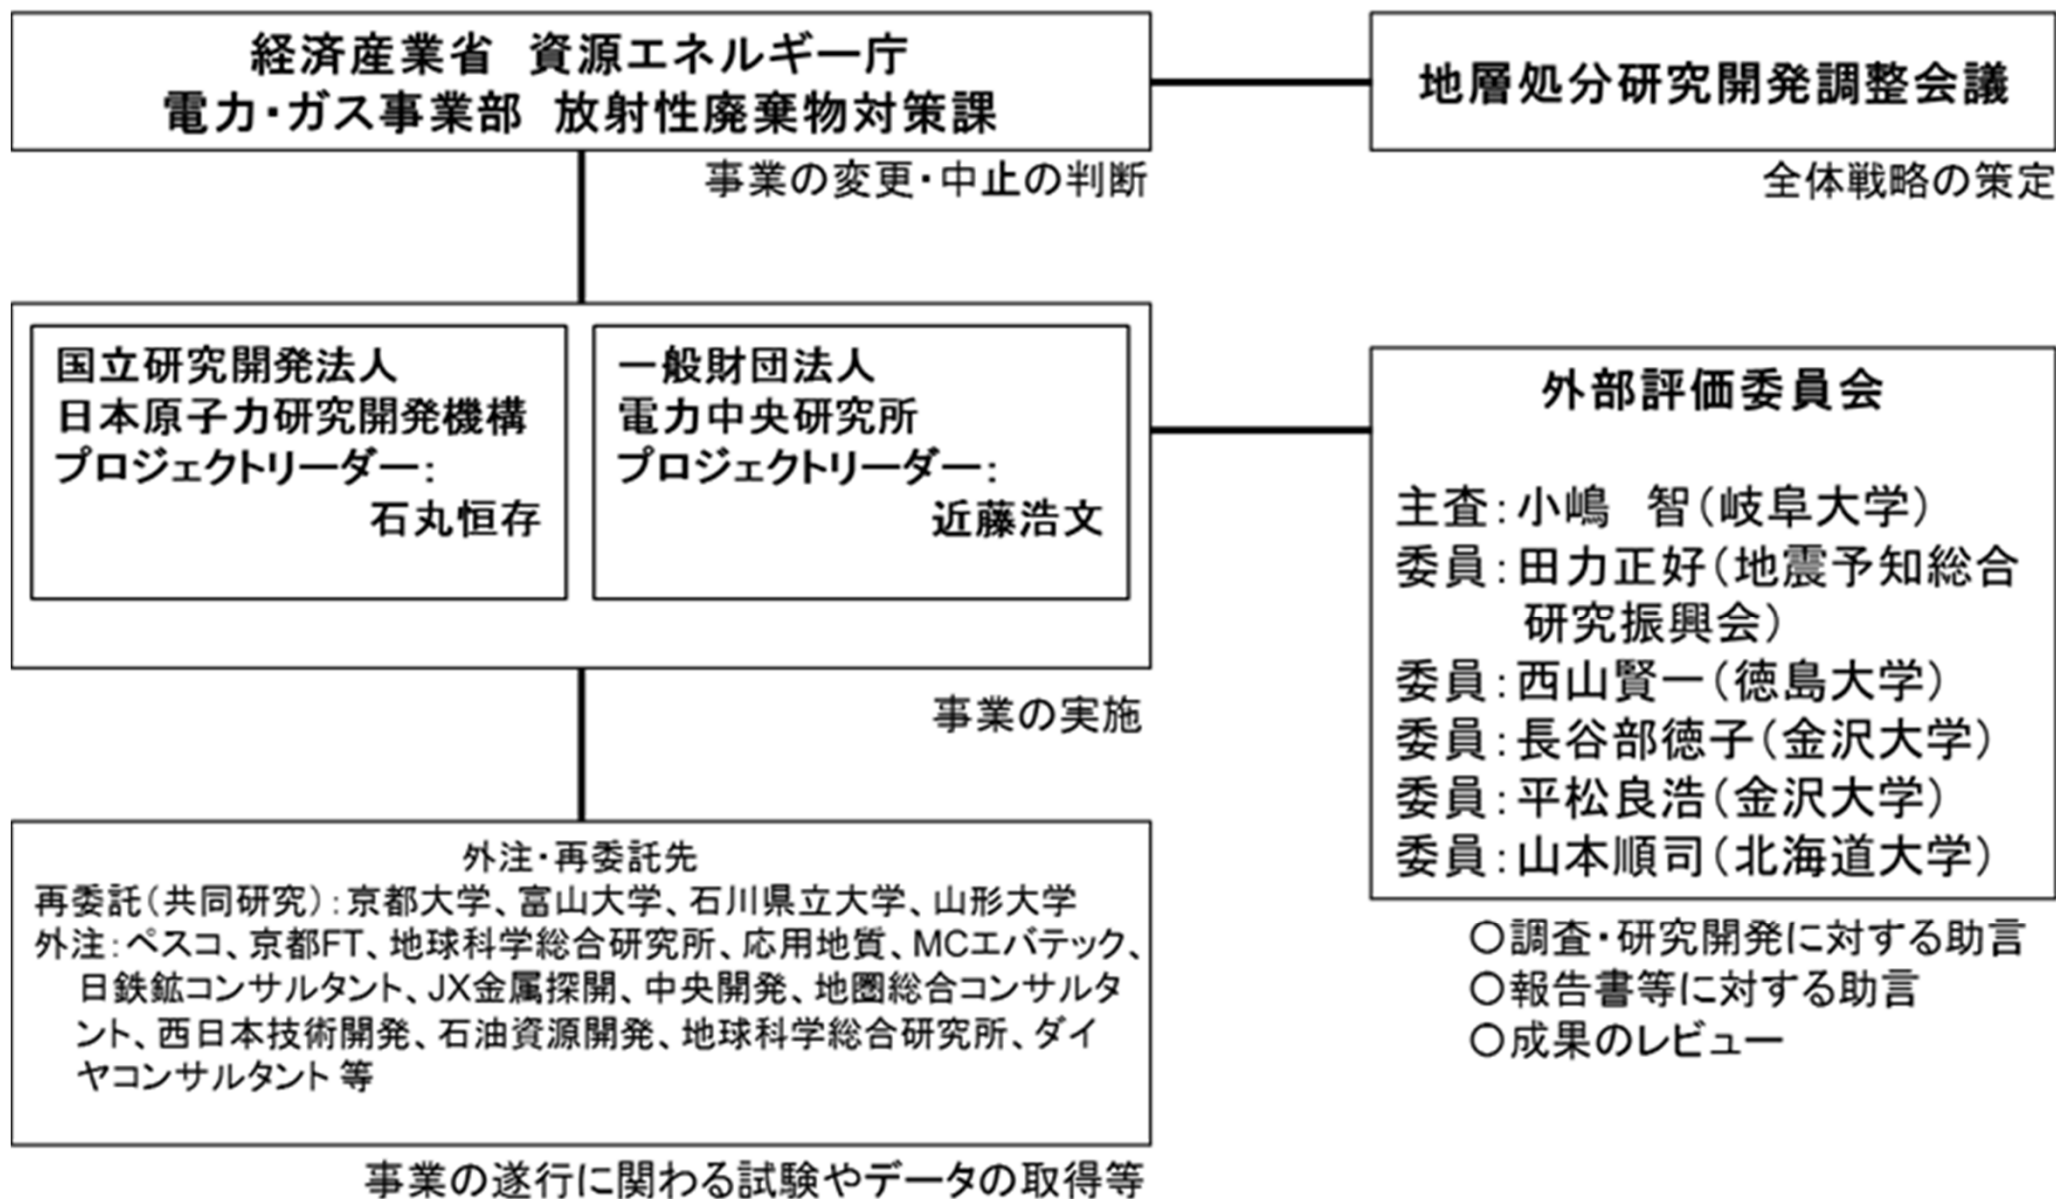 経済産業省　資源エネルギー庁
電力・ガス事業部　放射性廃棄物対策課
事業の変更・中止の判断
地層処分研究開発調整会議
全体戦略の策定
国立研究開発法人
日本原子力研究開発機構
プロジェクトリーダー：
石丸恒存
一般財団法人
電力中央研究所
プロジェクトリーダー：
近藤浩文
事業の実施
外部評価委員会
主査：小嶋　智（岐阜大学）
委員：田力正好（地震予知総合
研究振興会）
委員：西山賢一（徳島大学）
委員：長谷部徳子（金沢大学）
委員：平松良浩（金沢大学）
委員：山本順司（北海道大学）
〇調査・研究開発に対する助言
〇報告書等に対する助言
〇成果のレビュー
外注・再委託先
再委託（共同研究）：京都大学、富山大学、石川県立大学、山形大学
外注：ペスコ、京都FT、地球科学総合研究所、応用地質、MCエバテック、
日鉄鉱コンサルタント、JX金属探開、中央開発、地圏総合コンサルタ
ント、西日本技術開発、石油資源開発、地球科学総合研究所、ダイ
ヤコンサルタント 等
事業の遂行に関わる試験やデータの取得等